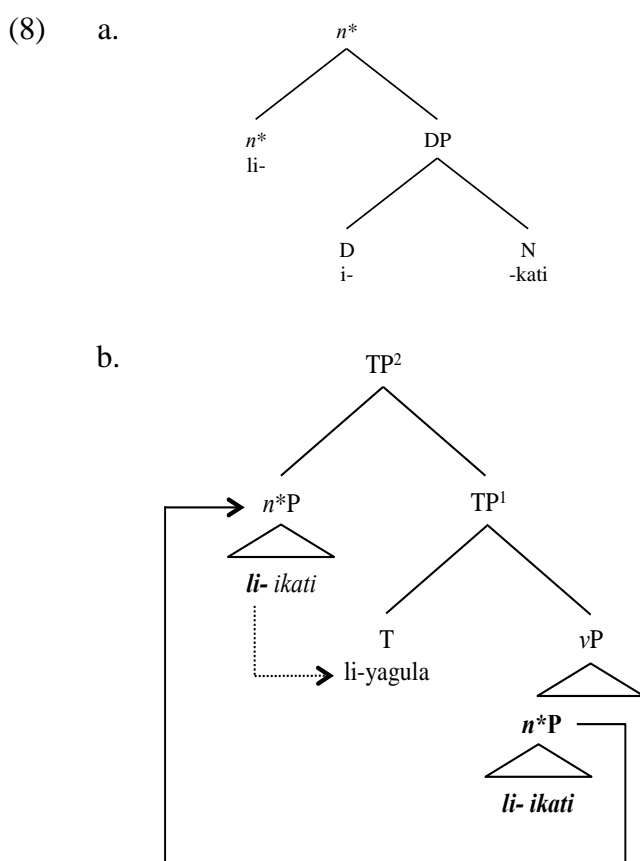 (8) a. n*
n* DP
li-
D N
i- -kati
b. TP²
n*P TP¹
li- ikati
T vP
li-yagula
n*P
li- ikati